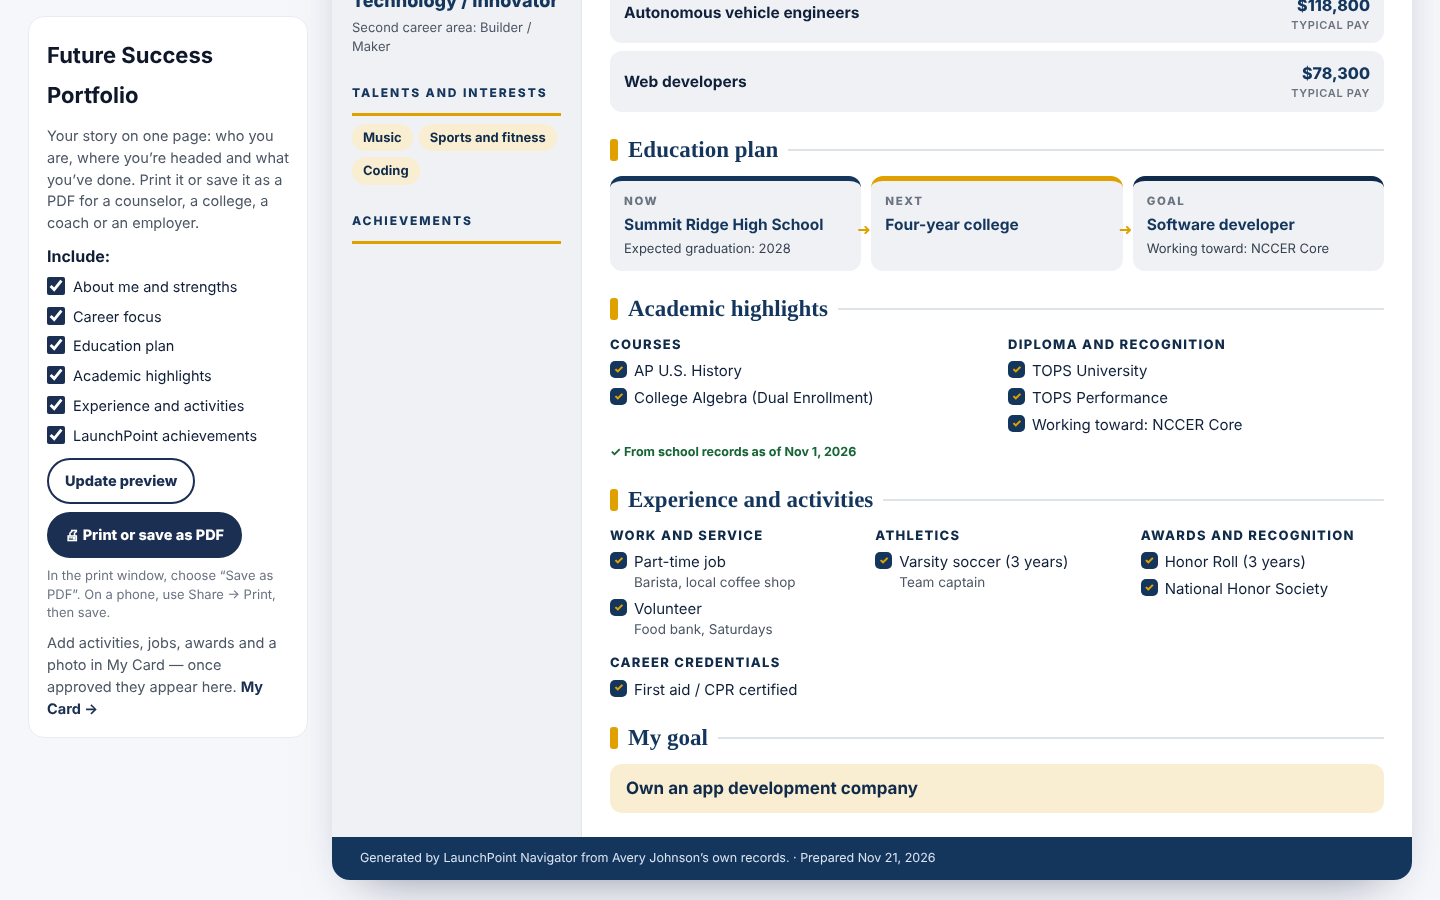 Future Success
Portfolio
Your story on one page: who you
are, where you’re headed and what
you’ve done. Print it or save it as a
PDF for a counselor, a college, a
coach or an employer.
Include:
About me and strengths
Career focus
Education plan
Academic highlights
Experience and activities
LaunchPoint achievements
Update preview
Print or save as PDF
In the print window, choose “Save as
PDF”. On a phone, use Share → Print,
then save.
Add activities, jobs, awards and a
photo in My Card — once
approved they appear here. My
Card →
Technology / Innovator
Second career area: Builder /
Maker
TALENTS AND INTERESTS
Music
Sports and fitness
Coding
ACHIEVEMENTS
Autonomous vehicle engineers
$118,800
TYPICAL PAY
Web developers
$78,300
TYPICAL PAY
Education plan
NOW
Summit Ridge High School
Expected graduation: 2028
→
NEXT
Four-year college
→
GOAL
Software developer
Working toward: NCCER Core
Academic highlights
COURSES
AP U.S. History
College Algebra (Dual Enrollment)
DIPLOMA AND RECOGNITION
TOPS University
TOPS Performance
Working toward: NCCER Core
✓ From school records as of Nov 1, 2026
Experience and activities
WORK AND SERVICE
Part-time job
Barista, local coffee shop
Volunteer
Food bank, Saturdays
ATHLETICS
Varsity soccer (3 years)
Team captain
AWARDS AND RECOGNITION
Honor Roll (3 years)
National Honor Society
CAREER CREDENTIALS
First aid / CPR certified
My goal
Own an app development company
Generated by LaunchPoint Navigator from Avery Johnson’s own records. · Prepared Nov 21, 2026